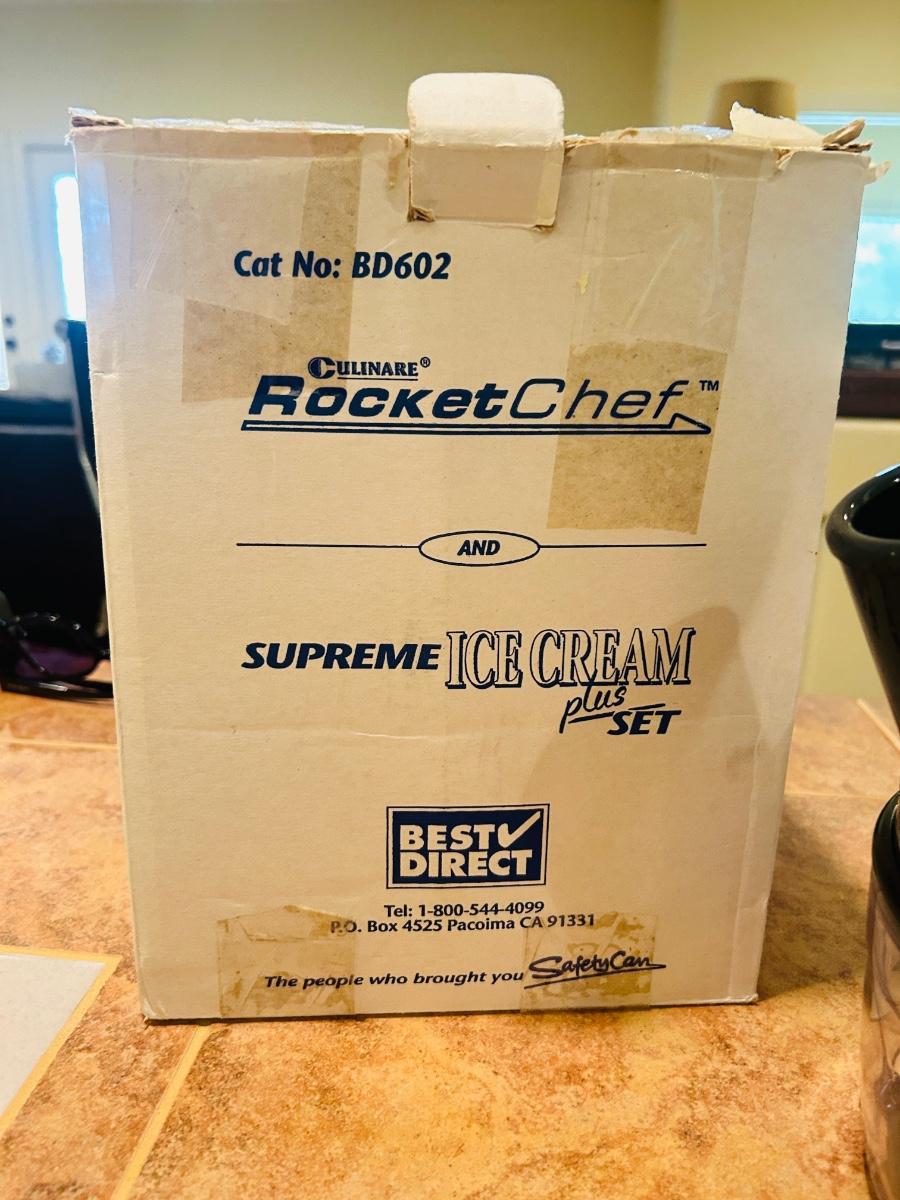 Cat No: BD602
CULINARE®
RocketChef™
AND
SUPREME ICE CREAM
plus
SET
BEST✓
DIRECT
Tel: 1-800-544-4099
P.O. Box 4525 Pacoima CA 91331
The people who brought you SafetyCan